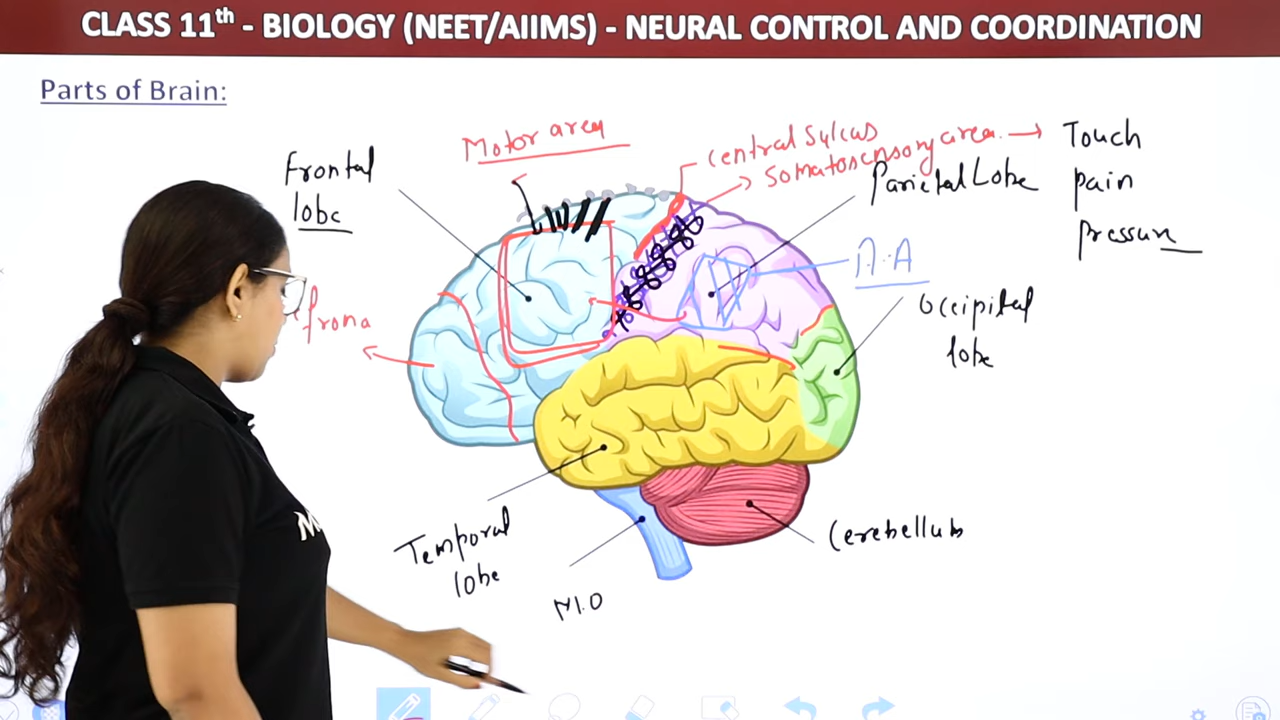 CLASS 11th - BIOLOGY (NEET/AIIMS) - NEURAL CONTROL AND COORDINATION
Parts of Brain:
Motor area
Central Sulcus
Somatosensory area →
Touch
pain
Frontal
lobe
Parietal Lobe
A.A
Occipital
lobe
Temporal
lobe
M.O
Cerebellum